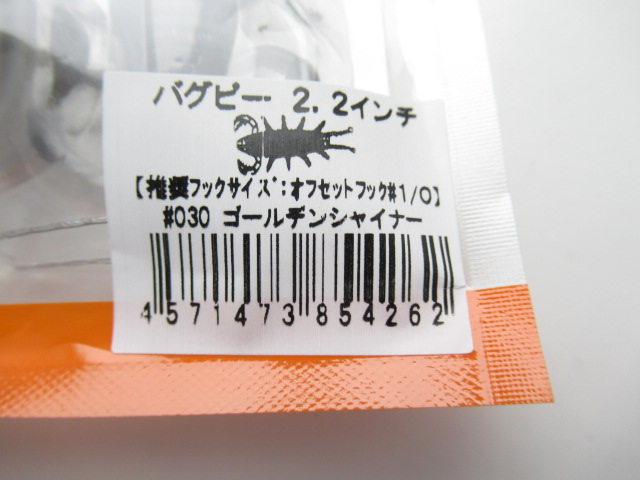 バグピー 2.2インチ
【推奨フックサイズ:オフセットフック#1/0】
#030 ゴールデンシャイナー
4571473854262